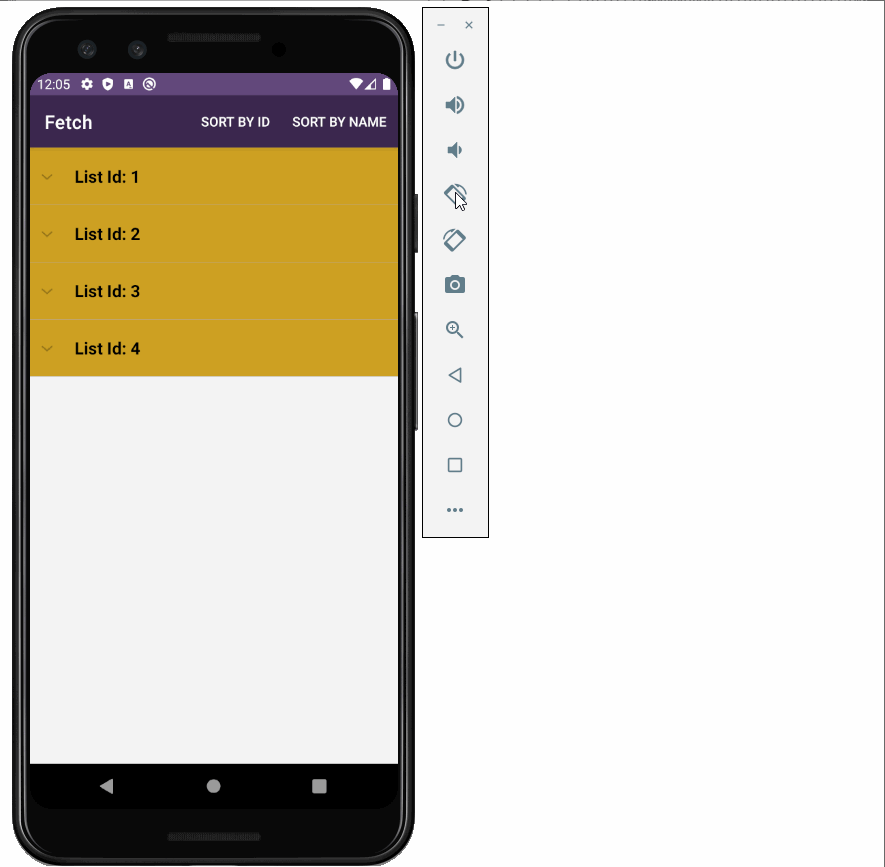 12:05
Fetch SORT BY ID SORT BY NAME
List Id: 1
List Id: 2
List Id: 3
List Id: 4